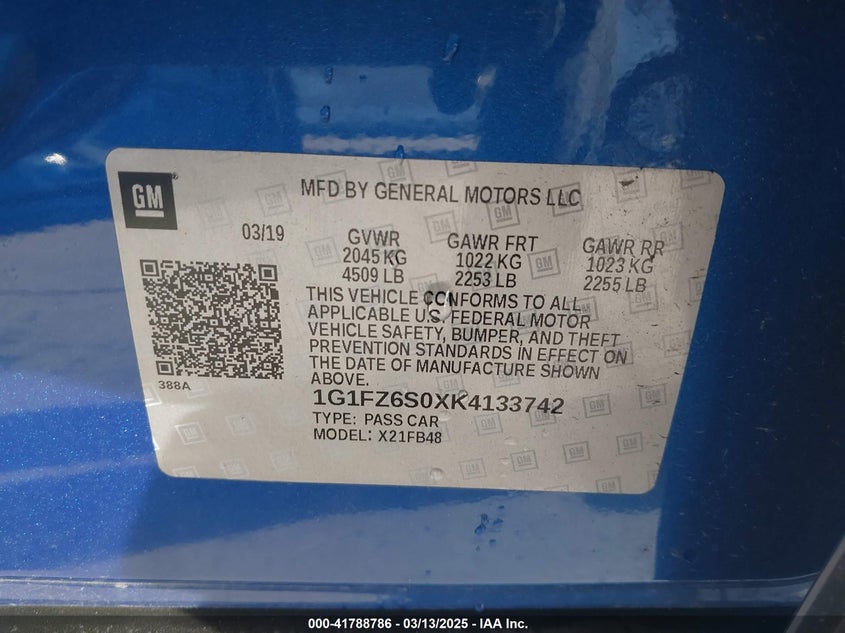 GM
MFD BY GENERAL MOTORS LLC
03/19
GVWR
2045 KG
4509 LB
GAWR FRT
1022 KG
2253 LB
GAWR RR
1023 KG
2255 LB
THIS VEHICLE CONFORMS TO ALL
APPLICABLE U.S. FEDERAL MOTOR
VEHICLE SAFETY, BUMPER, AND THEFT
PREVENTION STANDARDS IN EFFECT ON
THE DATE OF MANUFACTURE SHOWN
ABOVE.
388A
1G1FZ6S0XK4133742
TYPE: PASS CAR
MODEL: X21FB48
000-41788786 — 03/13/2025 — IAA Inc.